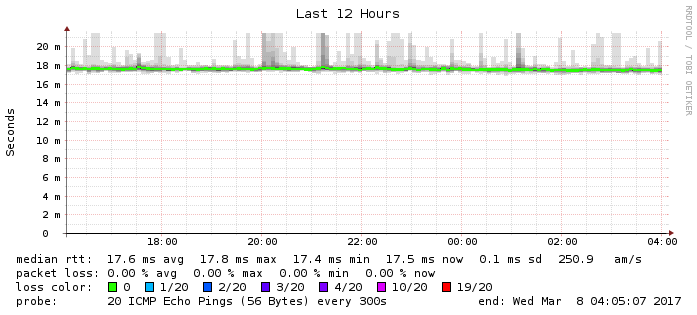 Last 12 Hours
RRDTOOL / TOBI OETIKER
Seconds
20 m
18 m
16 m
14 m
12 m
10 m
8 m
6 m
4 m
2 m
0
18:00 20:00 22:00 00:00 02:00 04:00
median rtt: 17.6 ms avg 17.8 ms max 17.4 ms min 17.5 ms now 0.1 ms sd 250.9 am/s
packet loss: 0.00 % avg 0.00 % max 0.00 % min 0.00 % now
loss color: 0 1/20 2/20 3/20 4/20 10/20 19/20
probe: 20 ICMP Echo Pings (56 Bytes) every 300s end: Wed Mar 8 04:05:07 2017